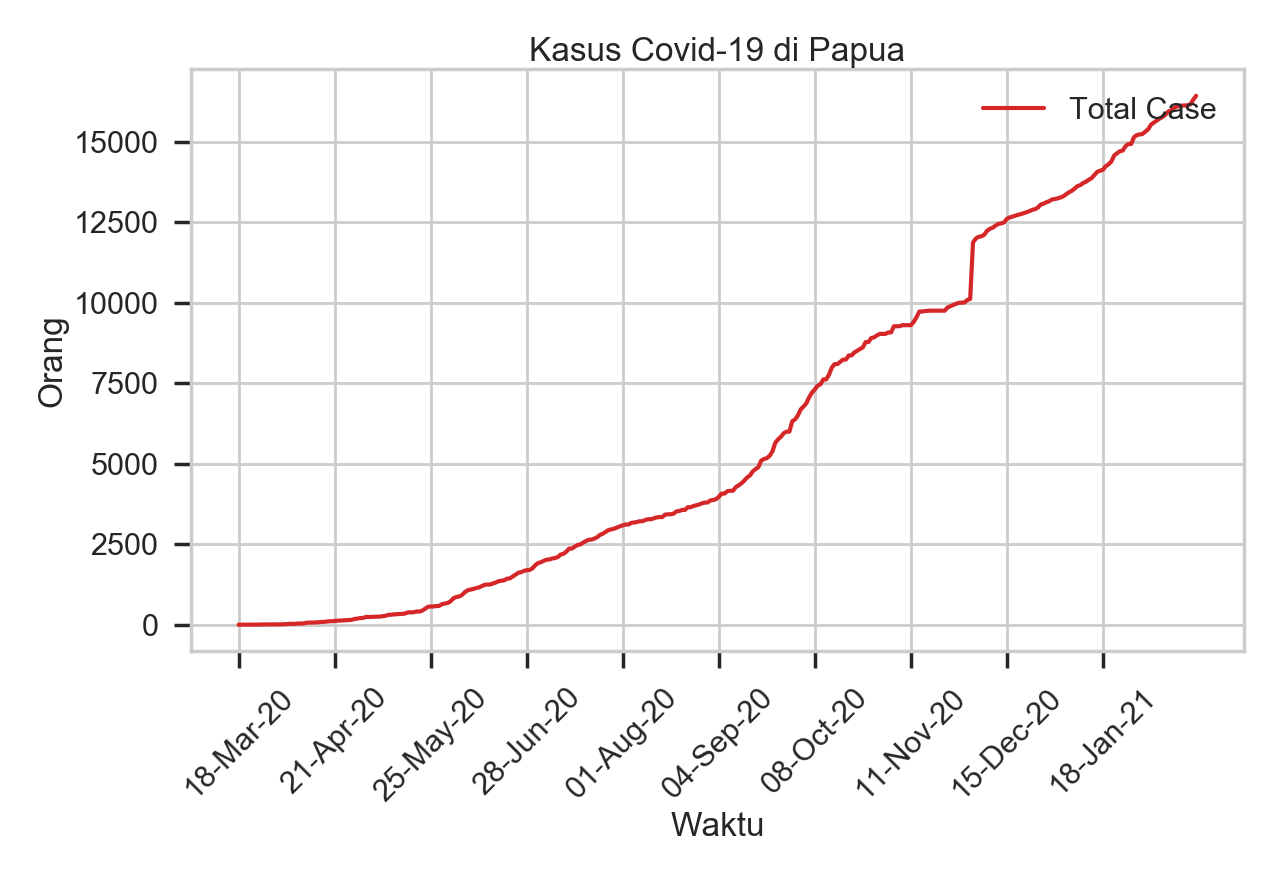 Kasus Covid-19 di Papua
Total Case
Orang
15000
12500
10000
7500
5000
2500
0
18-Mar-20
21-Apr-20
25-May-20
28-Jun-20
01-Aug-20
04-Sep-20
08-Oct-20
11-Nov-20
15-Dec-20
18-Jan-21
Waktu